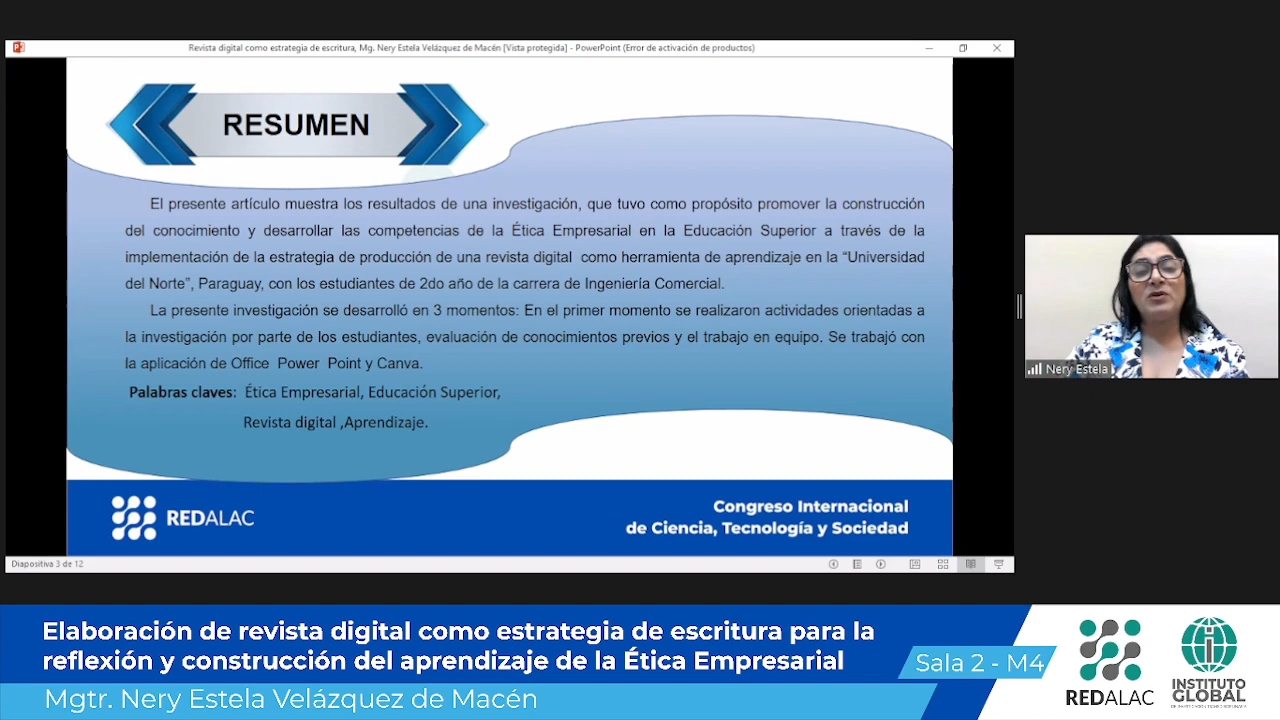 Revista digital como estrategia de escritura, Mg. Nery Estela Velázquez de Macén [Vista protegida] - PowerPoint (Error de activación de productos)
RESUMEN
El presente artículo muestra los resultados de una investigación, que tuvo como propósito promover la construcción
del conocimiento y desarrollar las competencias de la Ética Empresarial en la Educación Superior a través de la
implementación de la estrategia de producción de una revista digital como herramienta de aprendizaje en la “Universidad
del Norte”, Paraguay, con los estudiantes de 2do año de la carrera de Ingeniería Comercial.
La presente investigación se desarrolló en 3 momentos: En el primer momento se realizaron actividades orientadas a
la investigación por parte de los estudiantes, evaluación de conocimientos previos y el trabajo en equipo. Se trabajó con
la aplicación de Office Power Point y Canva.
Palabras claves: Ética Empresarial, Educación Superior,
Revista digital ,Aprendizaje.
REDALAC
Congreso Internacional
de Ciencia, Tecnología y Sociedad
Diapositiva 3 de 12
Nery Estela
Elaboración de revista digital como estrategia de escritura para la
reflexión y construcción del aprendizaje de la Ética Empresarial
Mgtr. Nery Estela Velázquez de Macén
Sala 2 - M4
REDALAC
INSTITUTO
GLOBAL